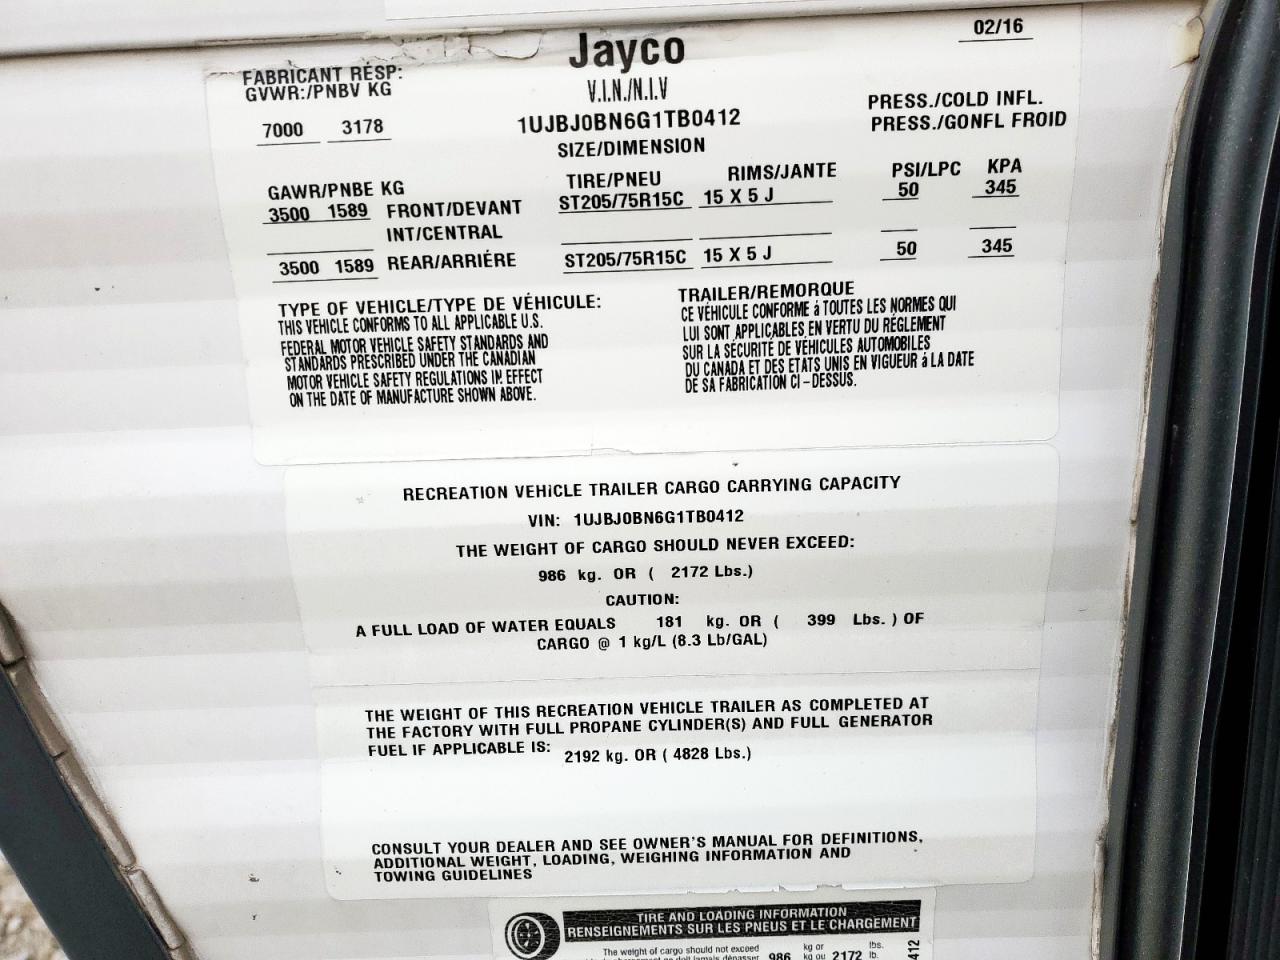 Jayco
02/16
FABRICANT RESP:
GVWR:/PNBV KG
V.I.N./N.I.V
7000 3178
1UJBJ0BN6G1TB0412
PRESS./COLD INFL.
PRESS./GONFL FROID
SIZE/DIMENSION
GAWR/PNBE KG TIRE/PNEU RIMS/JANTE PSI/LPC KPA
3500 1589 FRONT/DEVANT ST205/75R15C 15 X 5 J 50 345
INT/CENTRAL
3500 1589 REAR/ARRIÉRE ST205/75R15C 15 X 5 J 50 345
TYPE OF VEHICLE/TYPE DE VÉHICULE:
THIS VEHICLE CONFORMS TO ALL APPLICABLE U.S.
FEDERAL MOTOR VEHICLE SAFETY STANDARDS AND
STANDARDS PRESCRIBED UNDER THE CANADIAN
MOTOR VEHICLE SAFETY REGULATIONS IN EFFECT
ON THE DATE OF MANUFACTURE SHOWN ABOVE.
TRAILER/REMORQUE
CE VÉHICULE CONFORME á TOUTES LES NORMES QUI
LUI SONT APPLICABLES EN VERTU DU RÉGLEMENT
SUR LA SÉCURITE DE VÉHICULES AUTOMOBILES
DU CANADA ET DES ETATS UNIS EN VIGUEUR á LA DATE
DE SA FABRICATION CI-DESSUS.
RECREATION VEHICLE TRAILER CARGO CARRYING CAPACITY
VIN: 1UJBJ0BN6G1TB0412
THE WEIGHT OF CARGO SHOULD NEVER EXCEED:
986 kg. OR ( 2172 Lbs.)
CAUTION:
A FULL LOAD OF WATER EQUALS 181 kg. OR ( 399 Lbs. ) OF
CARGO @ 1 kg/L (8.3 Lb/GAL)
THE WEIGHT OF THIS RECREATION VEHICLE TRAILER AS COMPLETED AT
THE FACTORY WITH FULL PROPANE CYLINDER(S) AND FULL GENERATOR
FUEL IF APPLICABLE IS: 2192 kg. OR ( 4828 Lbs.)
CONSULT YOUR DEALER AND SEE OWNER'S MANUAL FOR DEFINITIONS,
ADDITIONAL WEIGHT, LOADING, WEIGHING INFORMATION AND
TOWING GUIDELINES
TIRE AND LOADING INFORMATION
RENSEIGNEMENTS SUR LES PNEUS ET LE CHARGEMENT
The weight of cargo should not exceed kg or lbs.
986 kg ou 2172 lb.
412